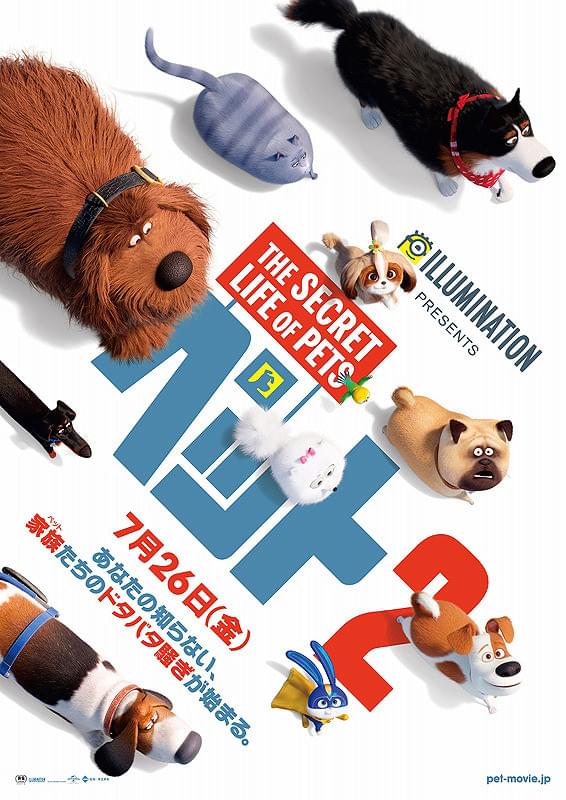 ILLUMINATION
PRESENTS
THE SECRET
LIFE OF PETS
ペット2
7月26日(金)
あなたの知らない、
家族たちのドタバタ騒ぎが始まる。
ペット
pet-movie.jp